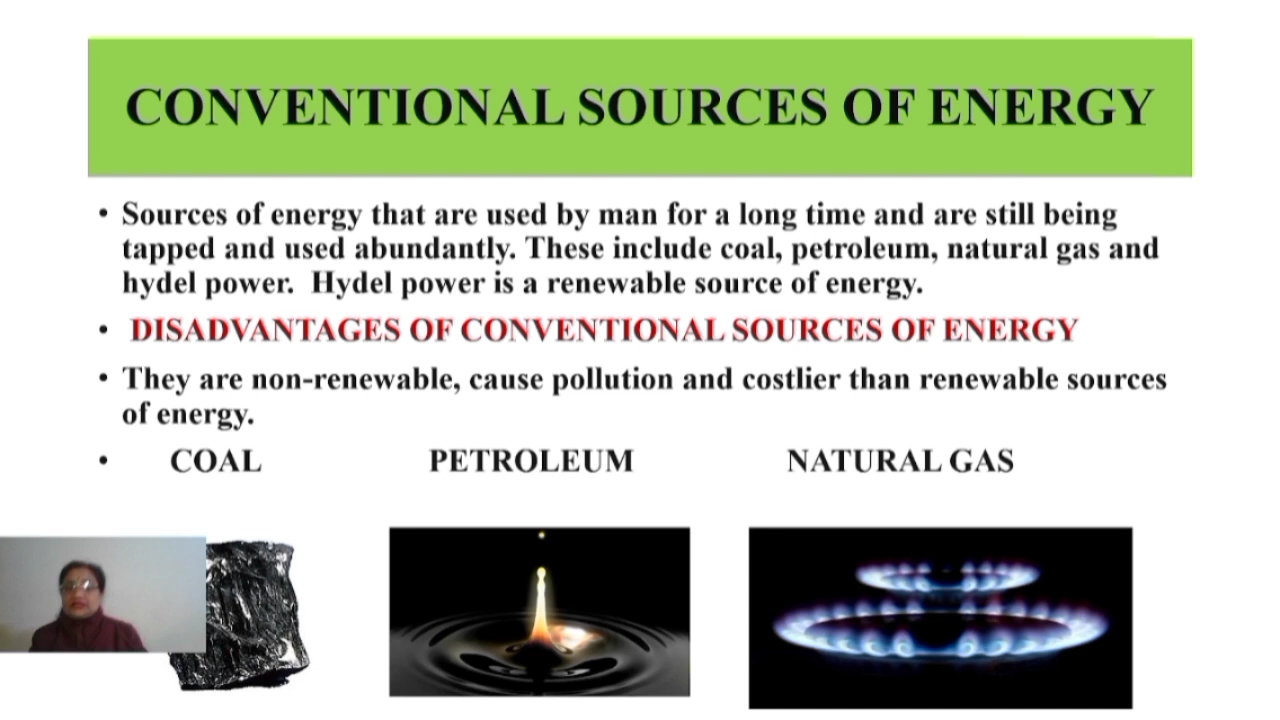 CONVENTIONAL SOURCES OF ENERGY
• Sources of energy that are used by man for a long time and are still being
tapped and used abundantly. These include coal, petroleum, natural gas and
hydel power.  Hydel power is a renewable source of energy.
• DISADVANTAGES OF CONVENTIONAL SOURCES OF ENERGY
• They are non-renewable, cause pollution and costlier than renewable sources
of energy.
• COAL PETROLEUM NATURAL GAS